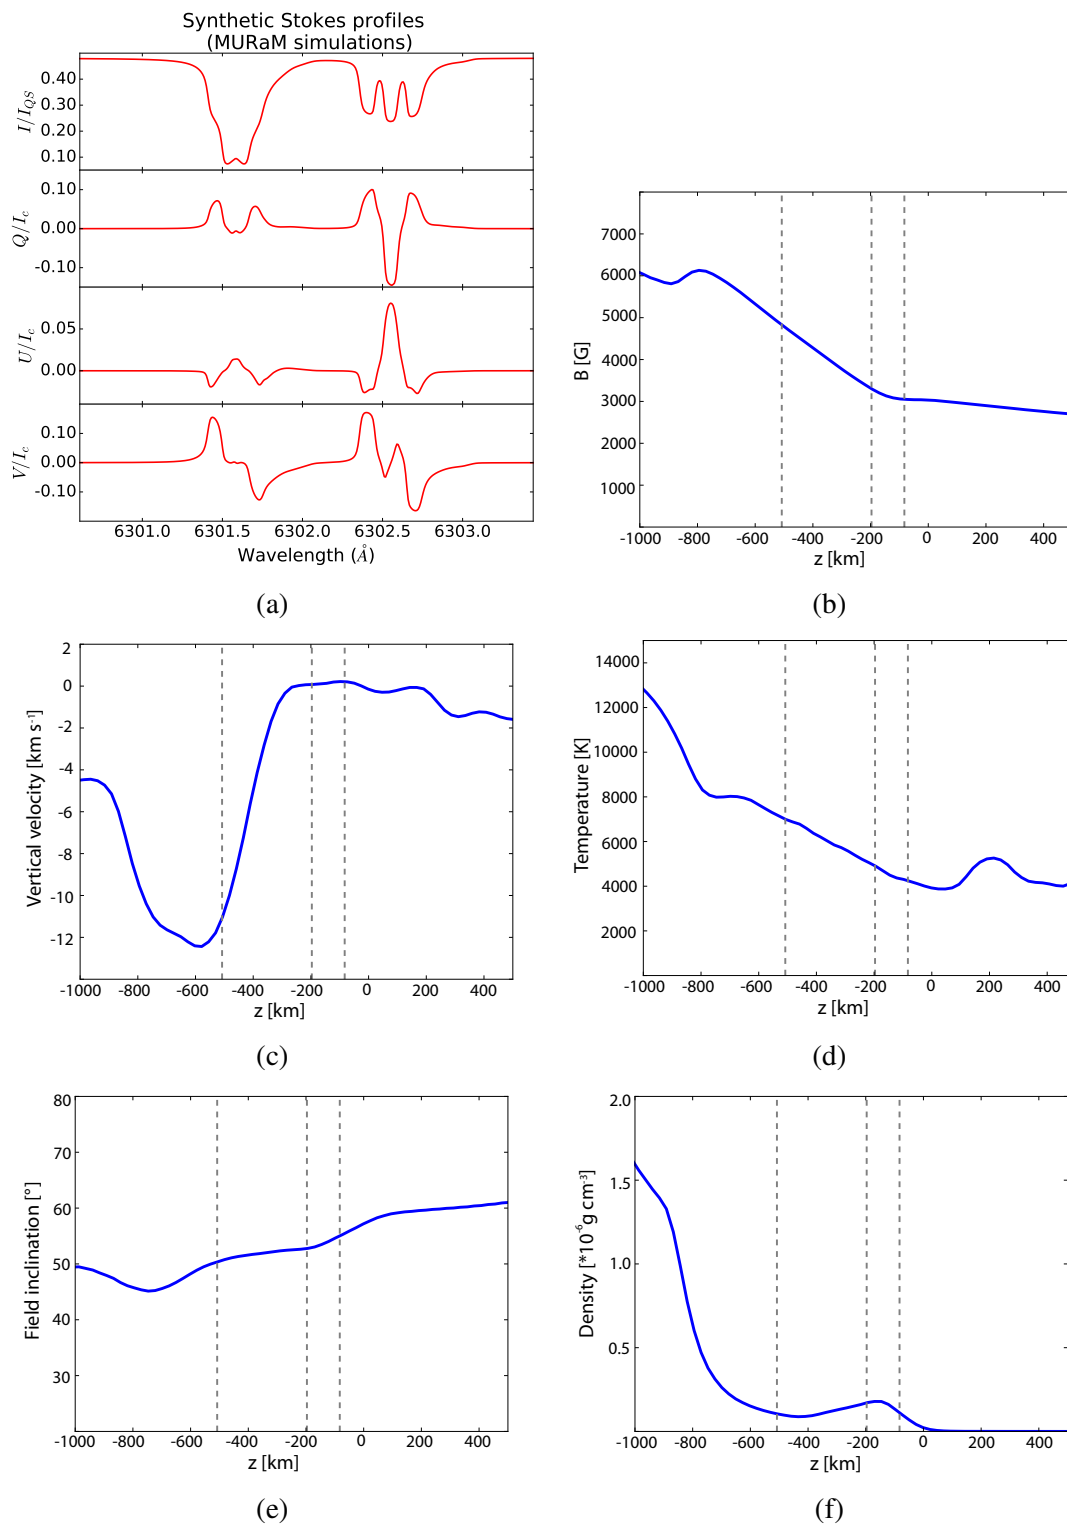 Synthetic Stokes profiles
(MURaM simulations)
I/I_QS
0.40
0.30
0.20
0.10
Q/I_c
0.10
0.00
-0.10
U/I_c
0.05
0.00
V/I_c
0.10
0.00
-0.10
6301.0 6301.5 6302.0 6302.5 6303.0
Wavelength (Å)
(a)
B [G]
7000
6000
5000
4000
3000
2000
1000
-1000 -800 -600 -400 -200 0 200 400
z [km]
(b)
Vertical velocity [km s⁻¹]
2
0
-2
-4
-6
-8
-10
-12
-1000 -800 -600 -400 -200 0 200 400
z [km]
(c)
Temperature [K]
14000
12000
10000
8000
6000
4000
2000
-1000 -800 -600 -400 -200 0 200 400
z [km]
(d)
Field inclination [°]
80
70
60
50
40
30
-1000 -800 -600 -400 -200 0 200 400
z [km]
(e)
Density [*10⁻⁶g cm⁻³]
2.0
1.5
1.0
0.5
-1000 -800 -600 -400 -200 0 200 400
z [km]
(f)